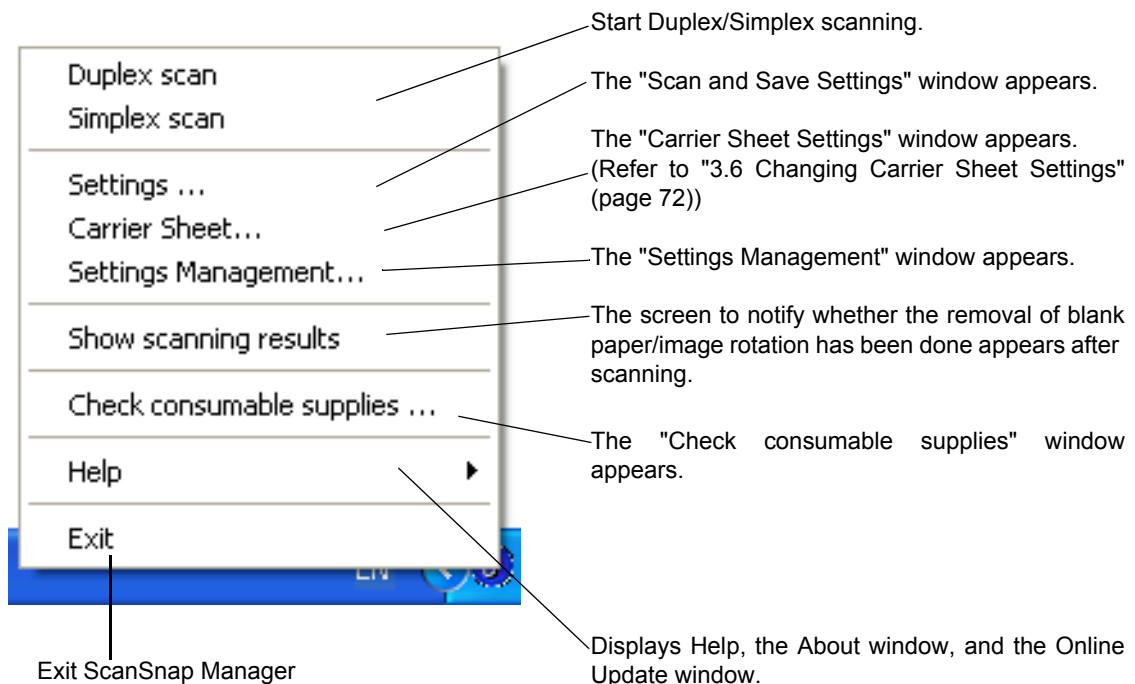 Start Duplex/Simplex scanning.
Duplex scan
Simplex scan
The "Scan and Save Settings" window appears.
The "Carrier Sheet Settings" window appears.
(Refer to "3.6 Changing Carrier Sheet Settings"
(page 72))
Settings ...
Carrier Sheet...
Settings Management...
The "Settings Management" window appears.
Show scanning results
The screen to notify whether the removal of blank
paper/image rotation has been done appears after
scanning.
Check consumable supplies ...
The "Check consumable supplies" window
appears.
Help
Exit
EN
Exit ScanSnap Manager
Displays Help, the About window, and the Online
Update window.